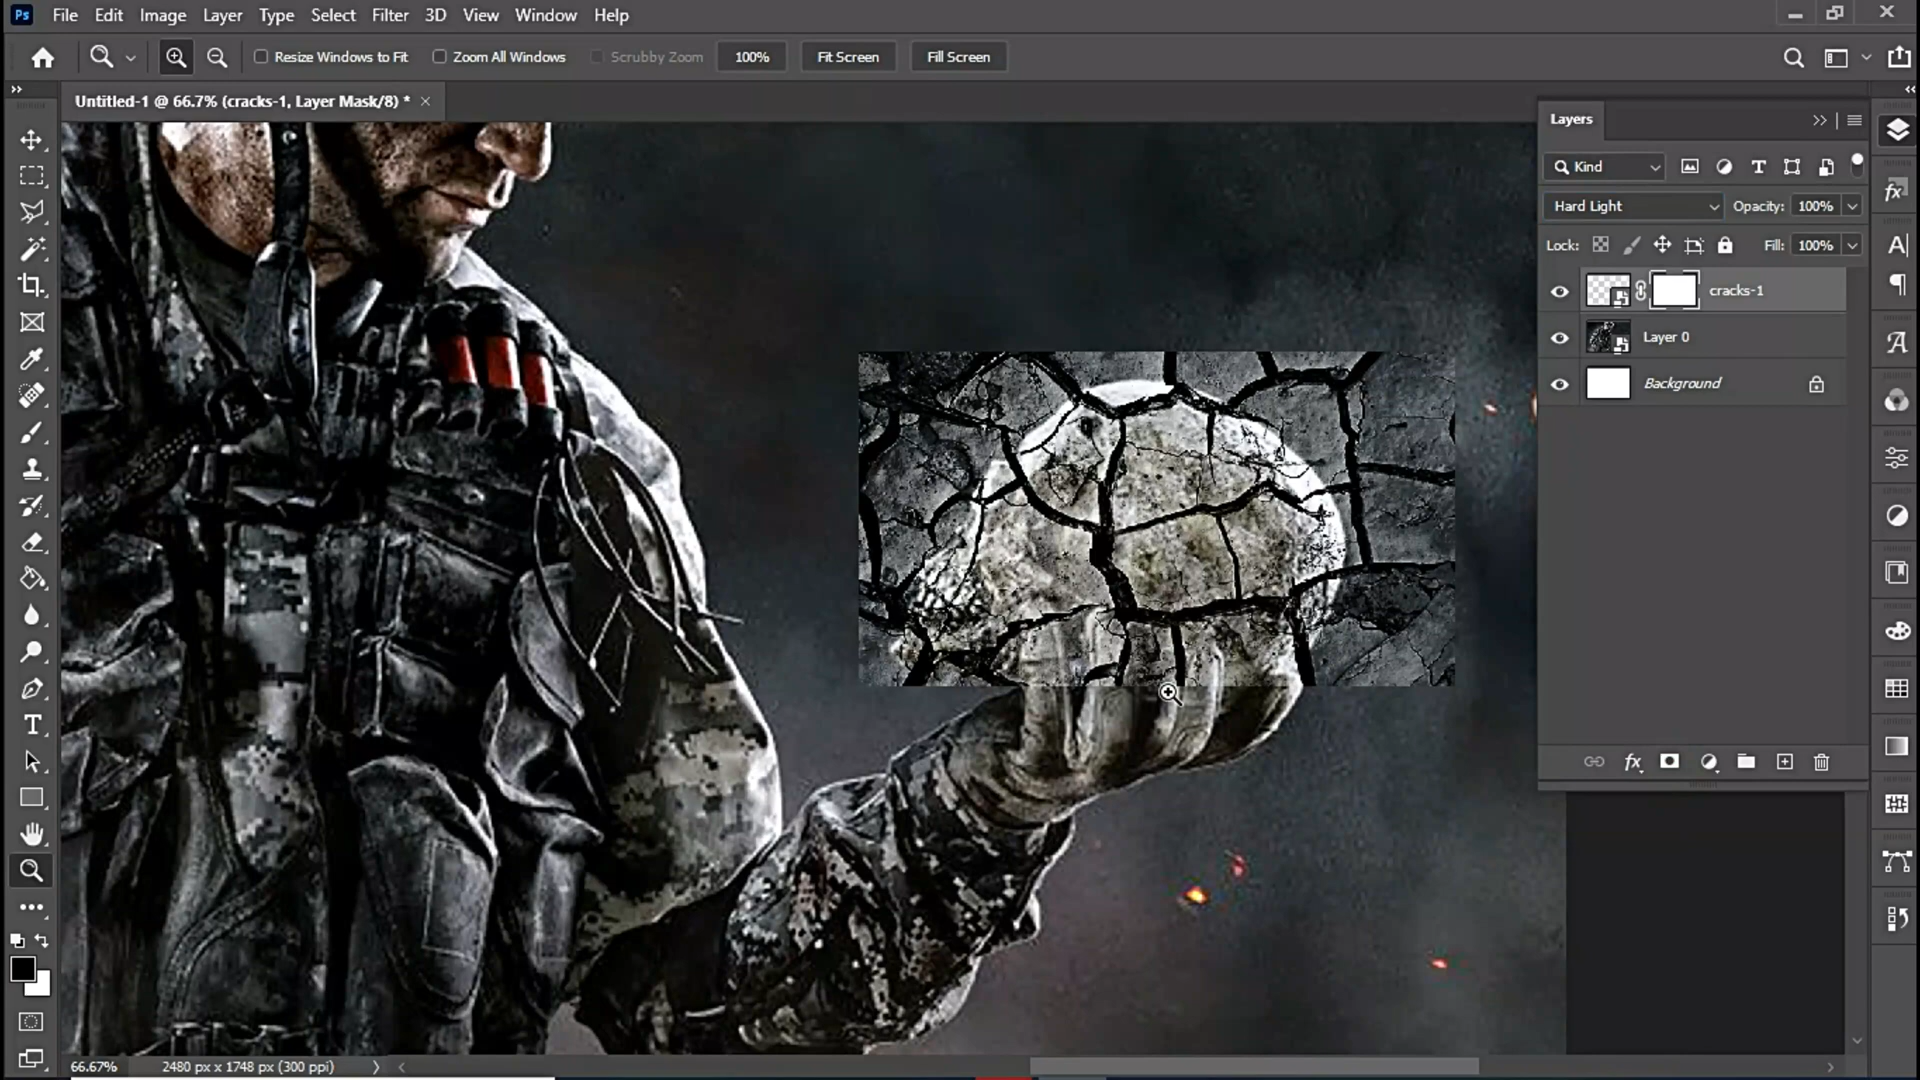 Ps File Edit Image Layer Type Select Filter 3D View Window Help
Resize Windows to Fit Zoom All Windows Scrubby Zoom 100% Fit Screen Fill Screen
Untitled-1 @ 66.7% (cracks-1, Layer Mask/8) *
Layers
Kind
Hard Light Opacity: 100%
Lock: Fill: 100%
cracks-1
Layer 0
Background
66.67% 2480 px x 1748 px (300 ppi)